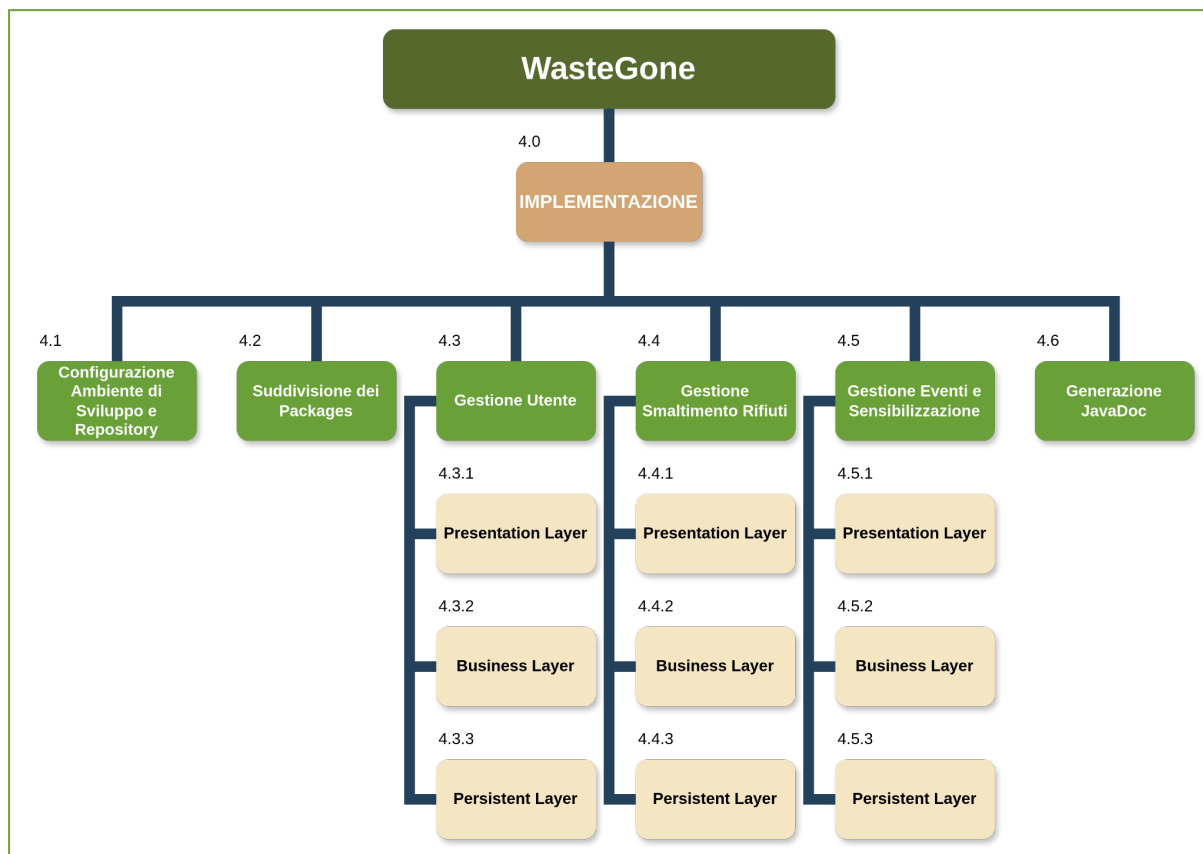 WasteGone
4.0
IMPLEMENTAZIONE
4.1
Configurazione
Ambiente di
Sviluppo e
Repository
4.2
Suddivisione dei
Packages
4.3
Gestione Utente
4.4
Gestione
Smaltimento Rifiuti
4.5
Gestione Eventi e
Sensibilizzazione
4.6
Generazione
JavaDoc
4.3.1
Presentation Layer
4.4.1
Presentation Layer
4.5.1
Presentation Layer
4.3.2
Business Layer
4.4.2
Business Layer
4.5.2
Business Layer
4.3.3
Persistent Layer
4.4.3
Persistent Layer
4.5.3
Persistent Layer